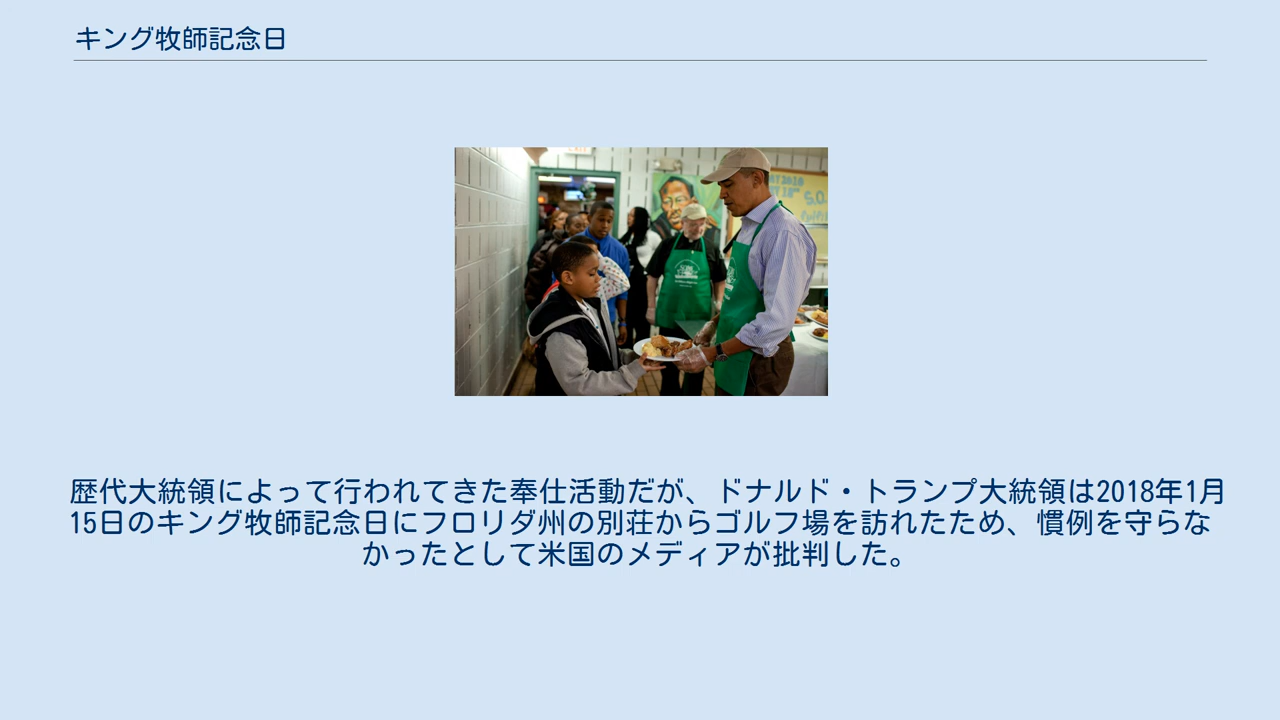 キング牧師記念日
歴代大統領によって行われてきた奉仕活動だが、ドナルド・トランプ大統領は2018年1月
15日のキング牧師記念日にフロリダ州の別荘からゴルフ場を訪れたため、慣例を守らな
かったとして米国のメディアが批判した。